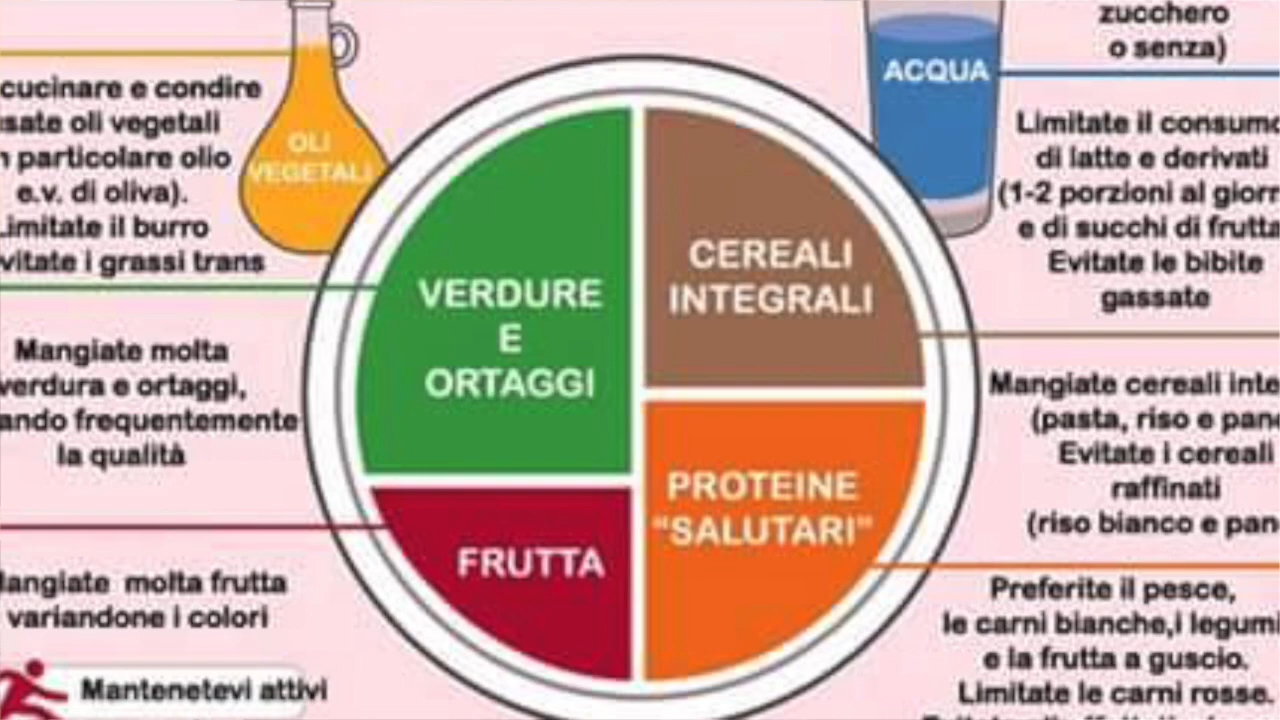 cucinare e condire
usate oli vegetali
in particolare olio
e.v. di oliva).
Limitate il burro
evitate i grassi trans
OLI
VEGETALI
Mangiate molta
verdura e ortaggi,
frequentemente
la qualità
Mangiate molta frutta
variandone i colori
Mantenetevi attivi
VERDURE
E
ORTAGGI
FRUTTA
CEREALI
INTEGRALI
PROTEINE
“SALUTARI”
ACQUA
zucchero
o senza)
Limitate il consumo
di latte e derivati
(1-2 porzioni al giorn
e di succhi di frutta
Evitate le bibite
gassate
Mangiate cereali inte
(pasta, riso e pane
Evitate i cereali
raffinati
(riso bianco e pan
Preferite il pesce,
le carni bianche,i legumi
e la frutta a guscio.
Limitate le carni rosse.